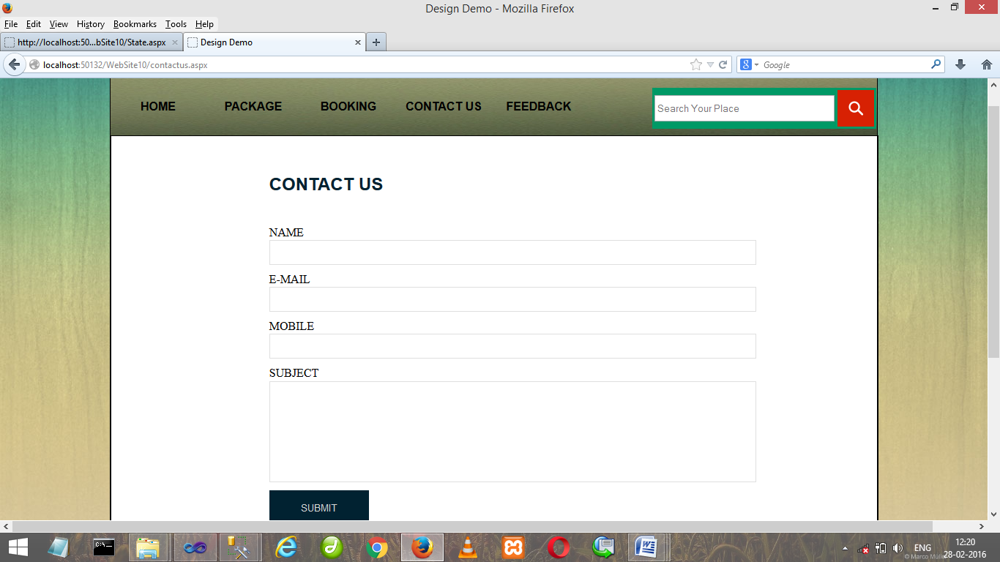 Design Demo - Mozilla Firefox
File Edit View History Bookmarks Tools Help
http://localhost:50...bSite10/State.aspx
Design Demo
localhost:50132/WebSite10/contactus.aspx
Google
HOME PACKAGE BOOKING CONTACT US FEEDBACK
Search Your Place
CONTACT US
NAME
E-MAIL
MOBILE
SUBJECT
SUBMIT
ENG
12:20
28-02-2016
© Marco